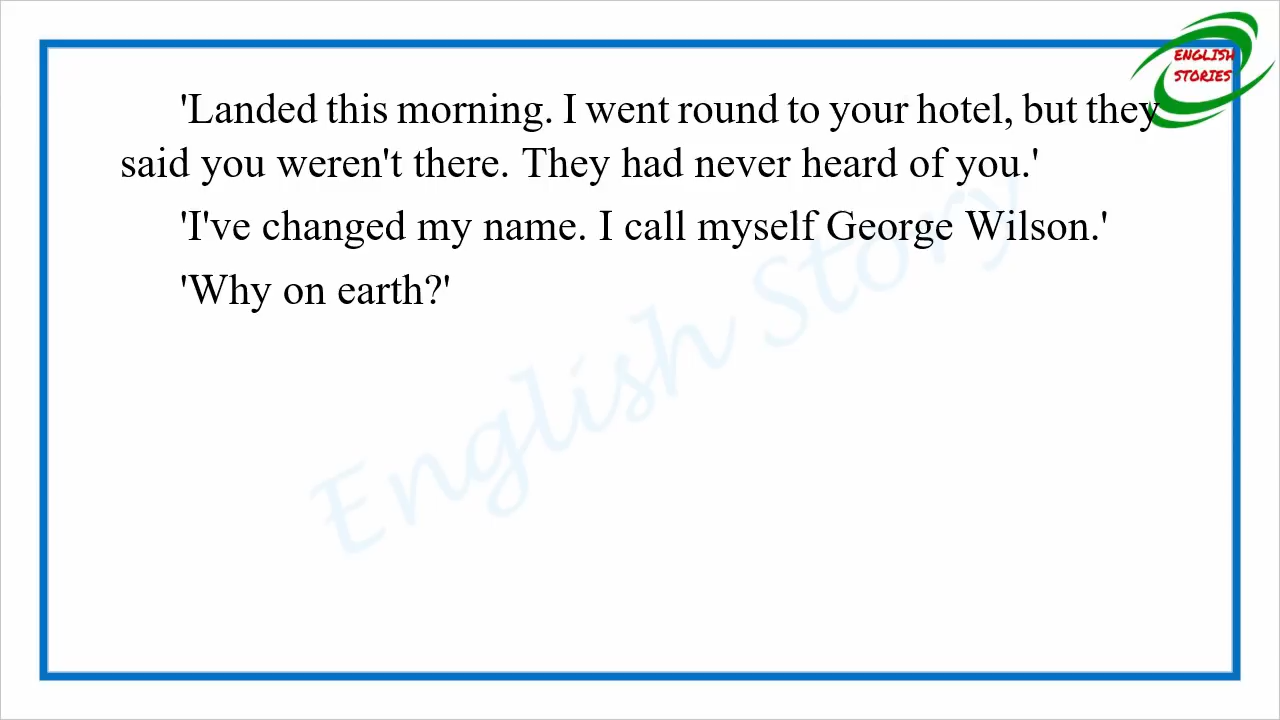 ENGLISH
STORIES
'Landed this morning. I went round to your hotel, but they
said you weren't there. They had never heard of you.'
'I've changed my name. I call myself George Wilson.'
'Why on earth?'
English Story